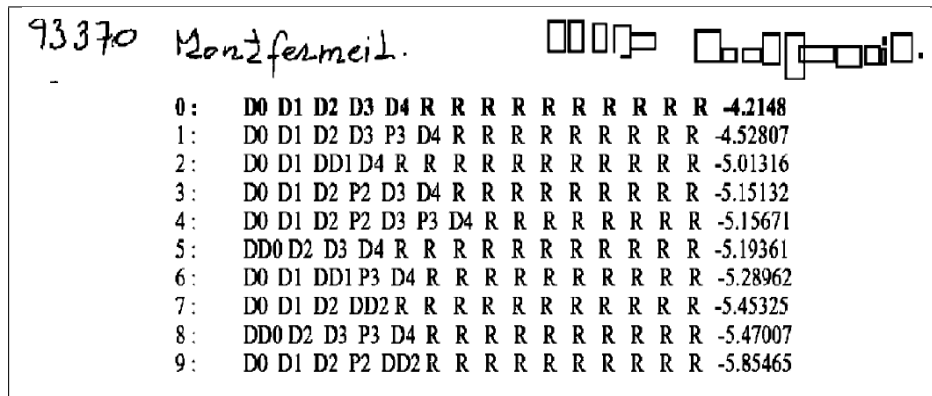 93370 Montfermeil.
0 : D0 D1 D2 D3 D4 R R R R R R R R R R -4.2148
1 : D0 D1 D2 D3 P3 D4 R R R R R R R R R -4.52807
2 : D0 D1 DD1 D4 R R R R R R R R R R R -5.01316
3 : D0 D1 D2 P2 D3 D4 R R R R R R R R R -5.15132
4 : D0 D1 D2 P2 D3 P3 D4 R R R R R R R R -5.15671
5 : DD0 D2 D3 D4 R R R R R R R R R R R -5.19361
6 : D0 D1 DD1 P3 D4 R R R R R R R R R R -5.28962
7 : D0 D1 D2 DD2 R R R R R R R R R R R -5.45325
8 : DD0 D2 D3 P3 D4 R R R R R R R R R R -5.47007
9 : D0 D1 D2 P2 DD2 R R R R R R R R R R -5.85465